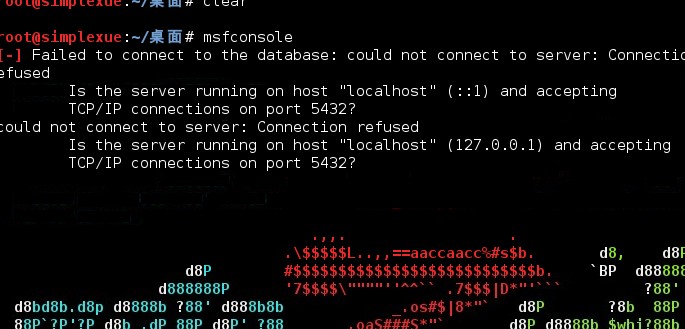 root@simplexue:~/桌面# clear
root@simplexue:~/桌面# msfconsole
[-] Failed to connect to the database: could not connect to server: Connectio
efused
Is the server running on host "localhost" (::1) and accepting
TCP/IP connections on port 5432?
could not connect to server: Connection refused
Is the server running on host "localhost" (127.0.0.1) and accepting
TCP/IP connections on port 5432?
.,,. .
.\$$$$$L..,,==aaccaacc%#s$b. d8, d8P
d8P #$$$$$$$$$$$$$$$$$$$$$$$$$$$b. `BP d88888
d888888P '7$$$$\""""''^^`` .7$$$|D*"'``` ?88'
d8bd8b.d8p d8888b ?88' d888b8b _.os#$|8*"` d8P ?8b 88P
88P`?P'?P d8b_,dP 88P d8P' ?88 .oaS###S*"` d8P d8888b $whi?88b